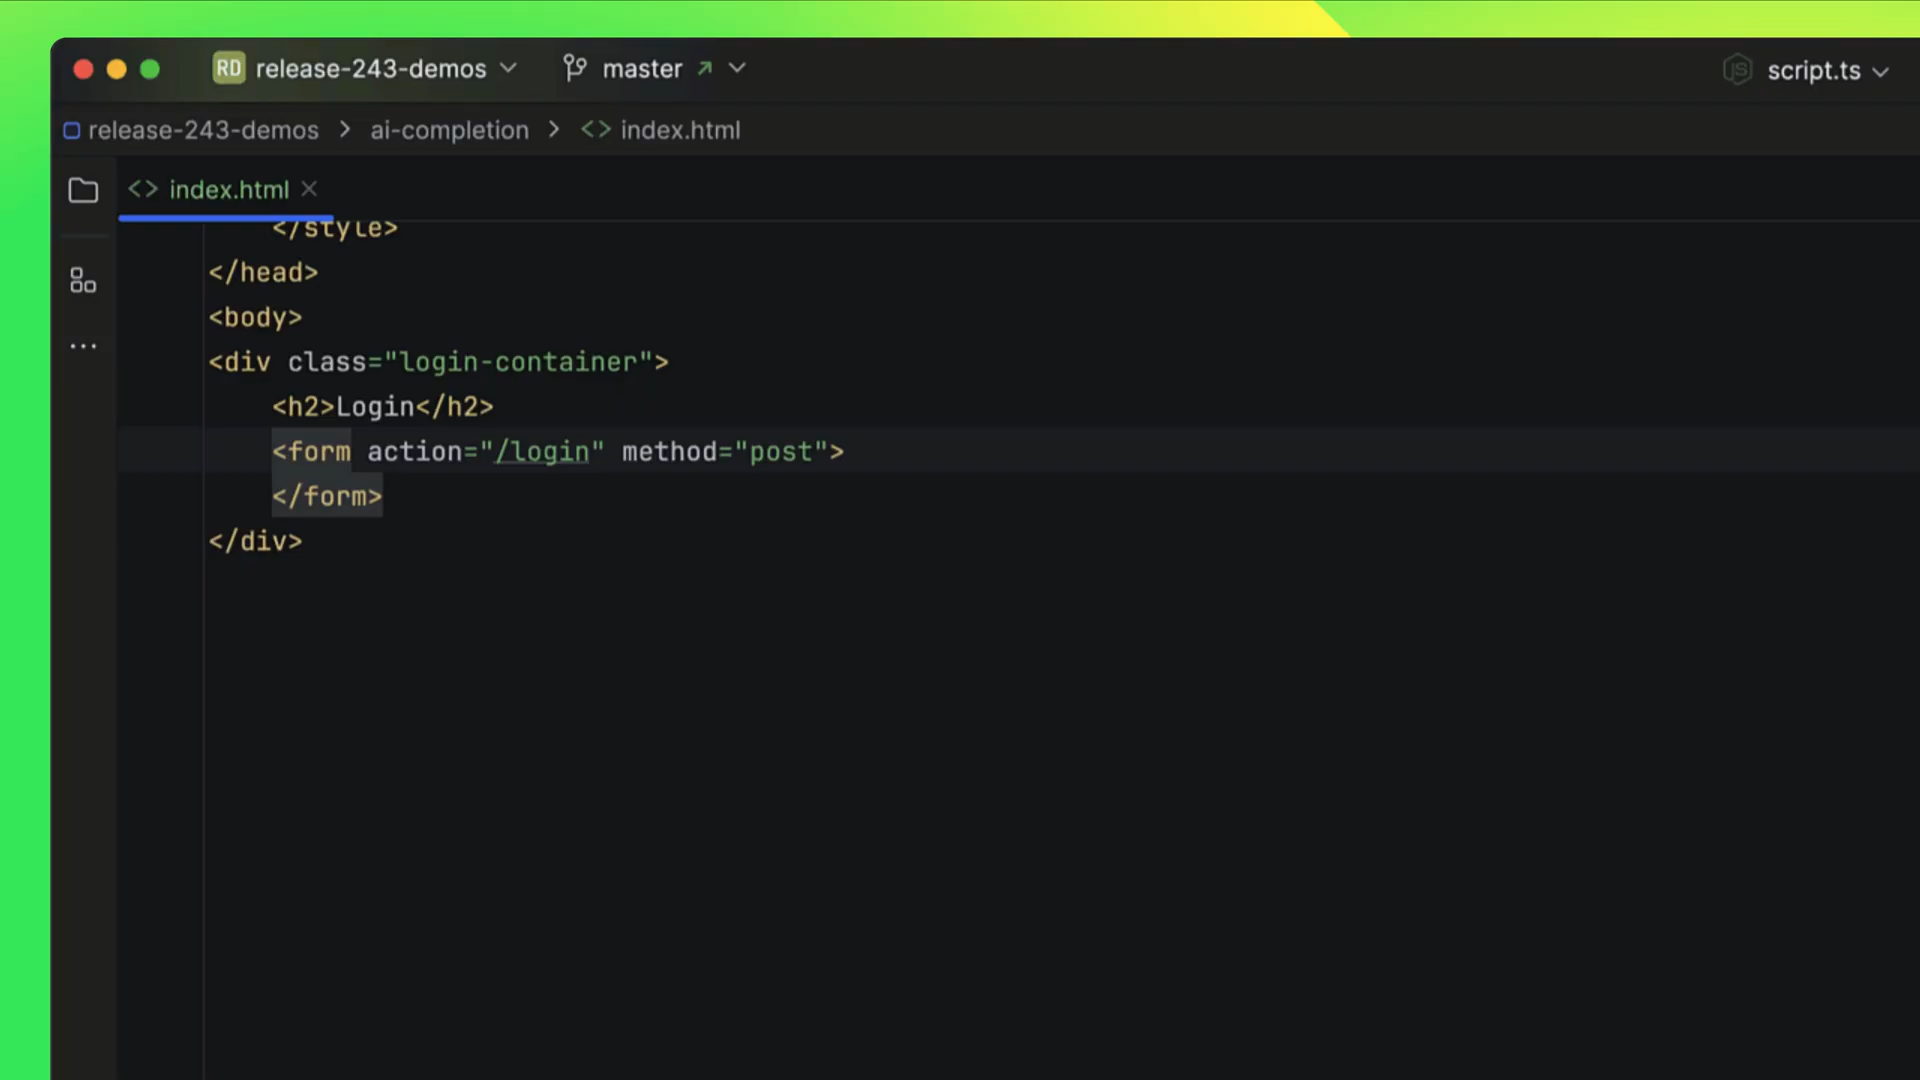 RD release-243-demos master script.ts
release-243-demos ai-completion <> index.html
<> index.html
</style>
</head>
<body>
<div class="login-container">
<h2>Login</h2>
<form action="/login" method="post">
</form>
</div>